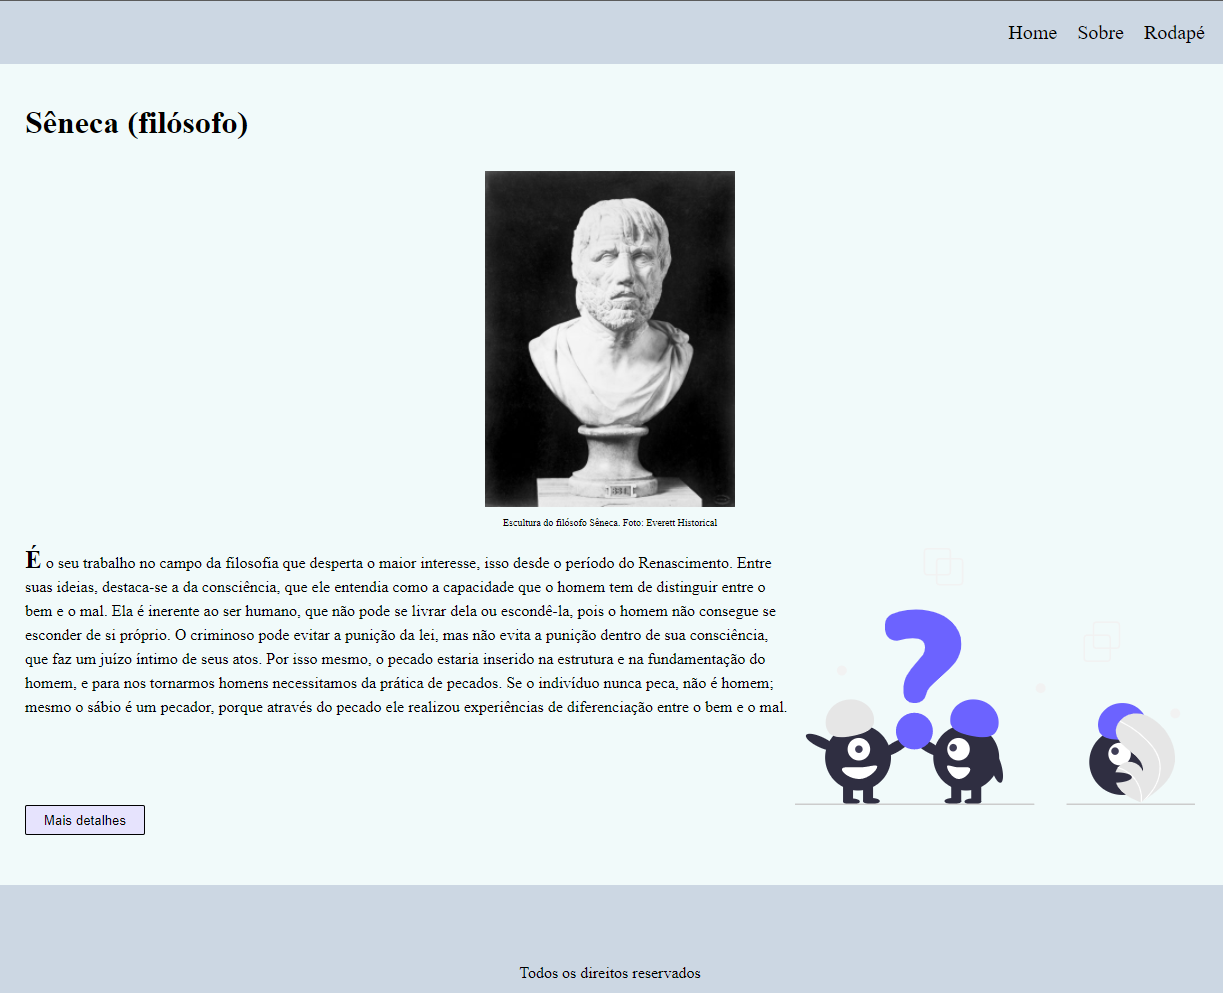 Home Sobre Rodapé
Sêneca (filósofo)
Escultura do filósofo Sêneca. Foto: Everett Historical
É o seu trabalho no campo da filosofia que desperta o maior interesse, isso desde o período do Renascimento. Entre
suas ideias, destaca-se a da consciência, que ele entendia como a capacidade que o homem tem de distinguir entre o
bem e o mal. Ela é inerente ao ser humano, que não pode se livrar dela ou escondê-la, pois o homem não consegue se
esconder de si próprio. O criminoso pode evitar a punição da lei, mas não evita a punição dentro de sua consciência,
que faz um juízo íntimo de seus atos. Por isso mesmo, o pecado estaria inserido na estrutura e na fundamentação do
homem, e para nos tornarmos homens necessitamos da prática de pecados. Se o indivíduo nunca peca, não é homem;
mesmo o sábio é um pecador, porque através do pecado ele realizou experiências de diferenciação entre o bem e o mal.
?
Mais detalhes
Todos os direitos reservados